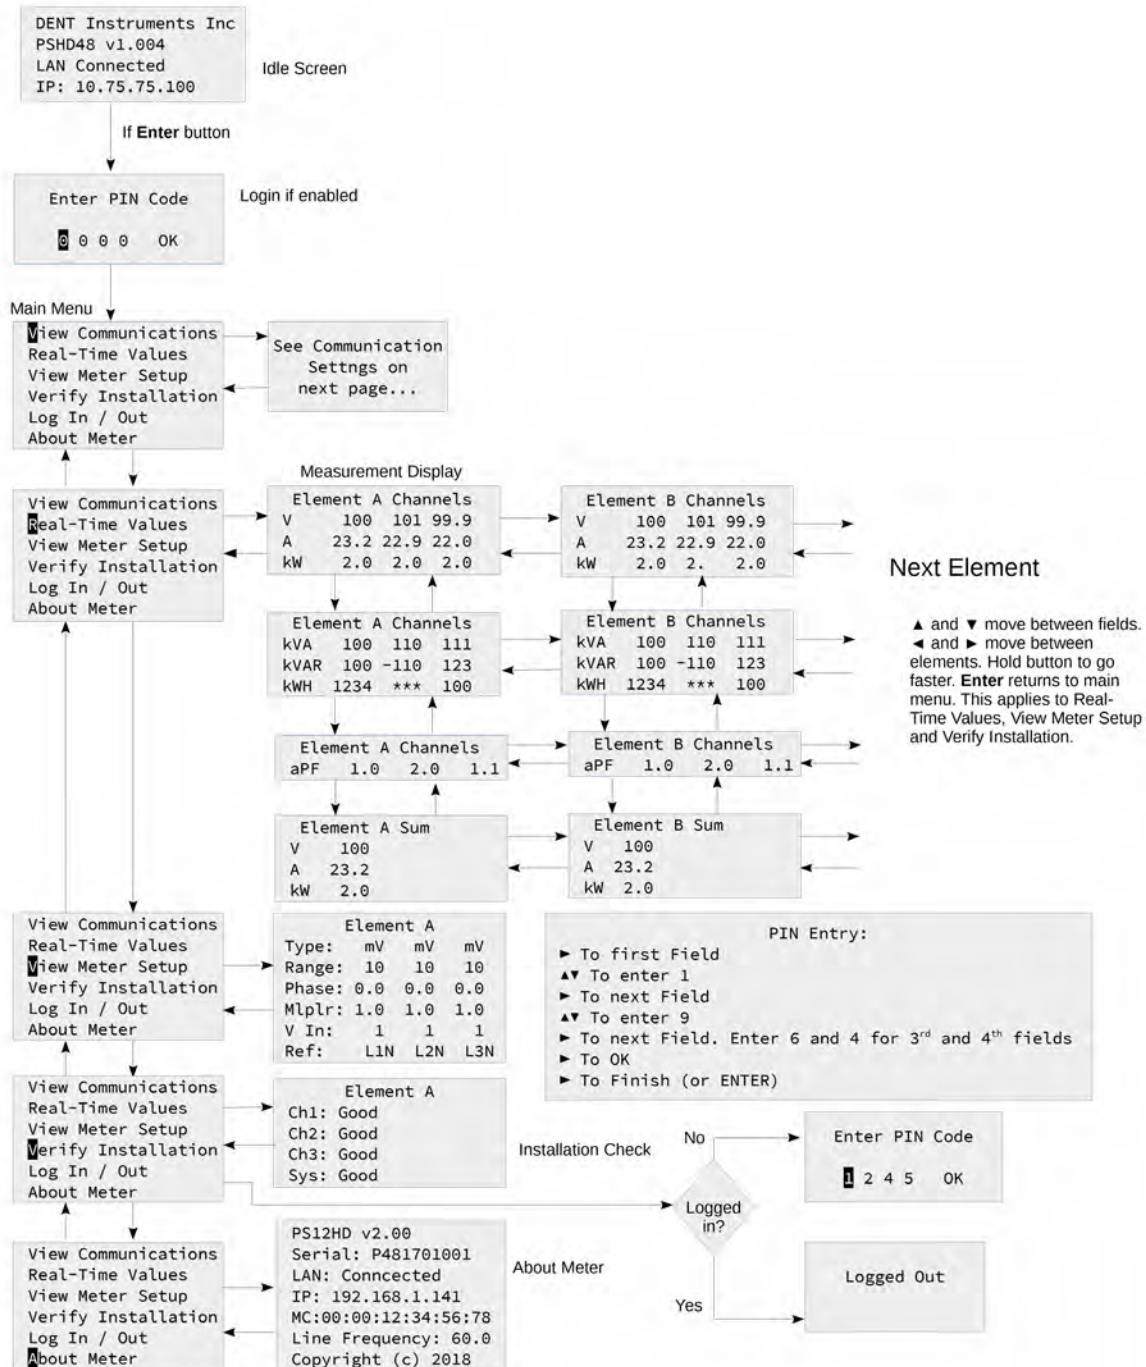 DENT Instruments Inc
PSHD48 v1.004
LAN Connected
IP: 10.75.75.100
Idle Screen
If Enter button
Enter PIN Code
0 0 0 0 OK
Login if enabled
Main Menu
View Communications
Real-Time Values
View Meter Setup
Verify Installation
Log In / Out
About Meter
See Communication
Settngs on
next page...
View Communications
Real-Time Values
View Meter Setup
Verify Installation
Log In / Out
About Meter
Measurement Display
Element A Channels
V 100 101 99.9
A 23.2 22.9 22.0
kW 2.0 2.0 2.0
Element B Channels
V 100 101 99.9
A 23.2 22.9 22.0
kW 2.0 2. 2.0
Next Element
▲ and ▼ move between fields.
◄ and ► move between
elements. Hold button to go
faster. Enter returns to main
menu. This applies to Real-
Time Values, View Meter Setup
and Verify Installation.
Element A Channels
kVA 100 110 111
kVAR 100 -110 123
kWH 1234 *** 100
Element B Channels
kVA 100 110 111
kVAR 100 -110 123
kWH 1234 *** 100
Element A Channels
aPF 1.0 2.0 1.1
Element B Channels
aPF 1.0 2.0 1.1
Element A Sum
V 100
A 23.2
kW 2.0
Element B Sum
V 100
A 23.2
kW 2.0
View Communications
Real-Time Values
View Meter Setup
Verify Installation
Log In / Out
About Meter
Element A
Type: mV mV mV
Range: 10 10 10
Phase: 0.0 0.0 0.0
Mlplr: 1.0 1.0 1.0
V In: 1 1 1
Ref: L1N L2N L3N
PIN Entry:
► To first Field
▲▼ To enter 1
► To next Field
▲▼ To enter 9
► To next Field. Enter 6 and 4 for 3rd and 4th fields
► To OK
► To Finish (or ENTER)
View Communications
Real-Time Values
View Meter Setup
Verify Installation
Log In / Out
About Meter
Element A
Ch1: Good
Ch2: Good
Ch3: Good
Sys: Good
Installation Check
No
Logged
in?
Yes
Enter PIN Code
1 2 4 5 OK
Logged Out
View Communications
Real-Time Values
View Meter Setup
Verify Installation
Log In / Out
About Meter
PS12HD v2.00
Serial: P481701001
LAN: Conncected
IP: 192.168.1.141
MC:00:00:12:34:56:78
Line Frequency: 60.0
Copyright (c) 2018
About Meter